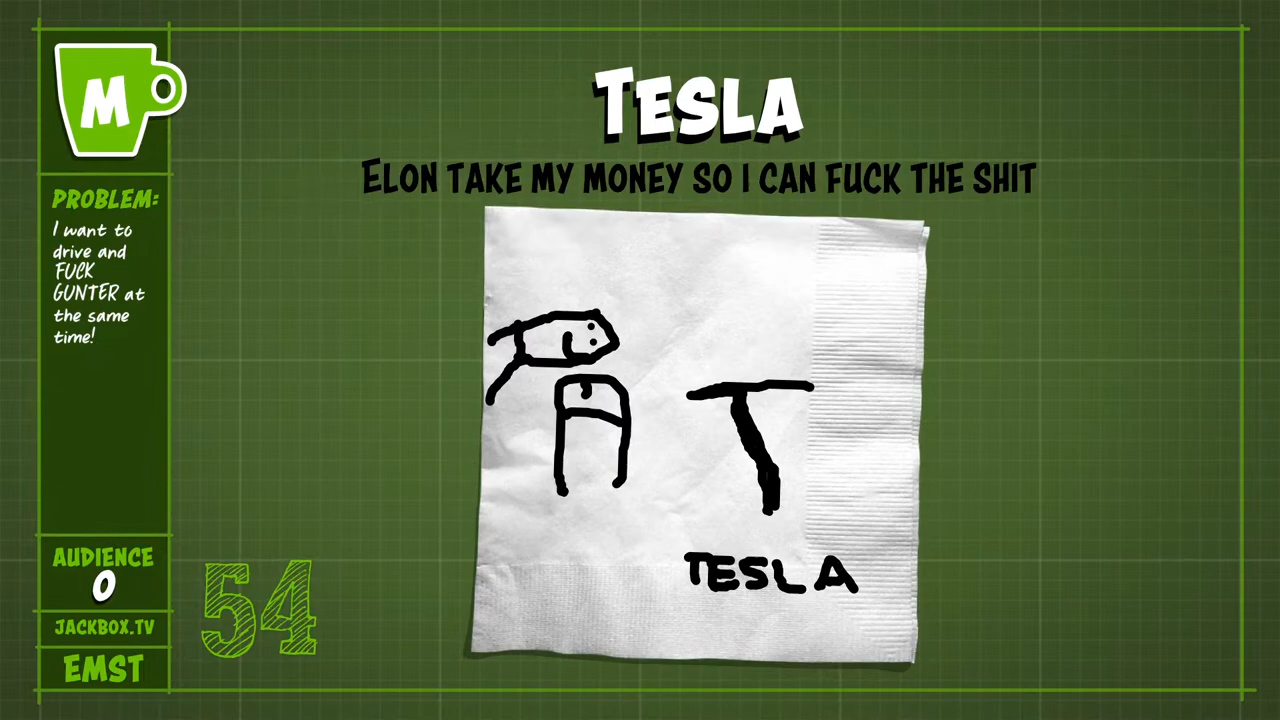 M
TESLA
ELON TAKE MY MONEY SO I CAN FUCK THE SHIT
PROBLEM:
I want to
drive and
FUCK
GUNTER at
the same
time!
TESLA
AUDIENCE
0
JACKBOX.TV
EMST
54